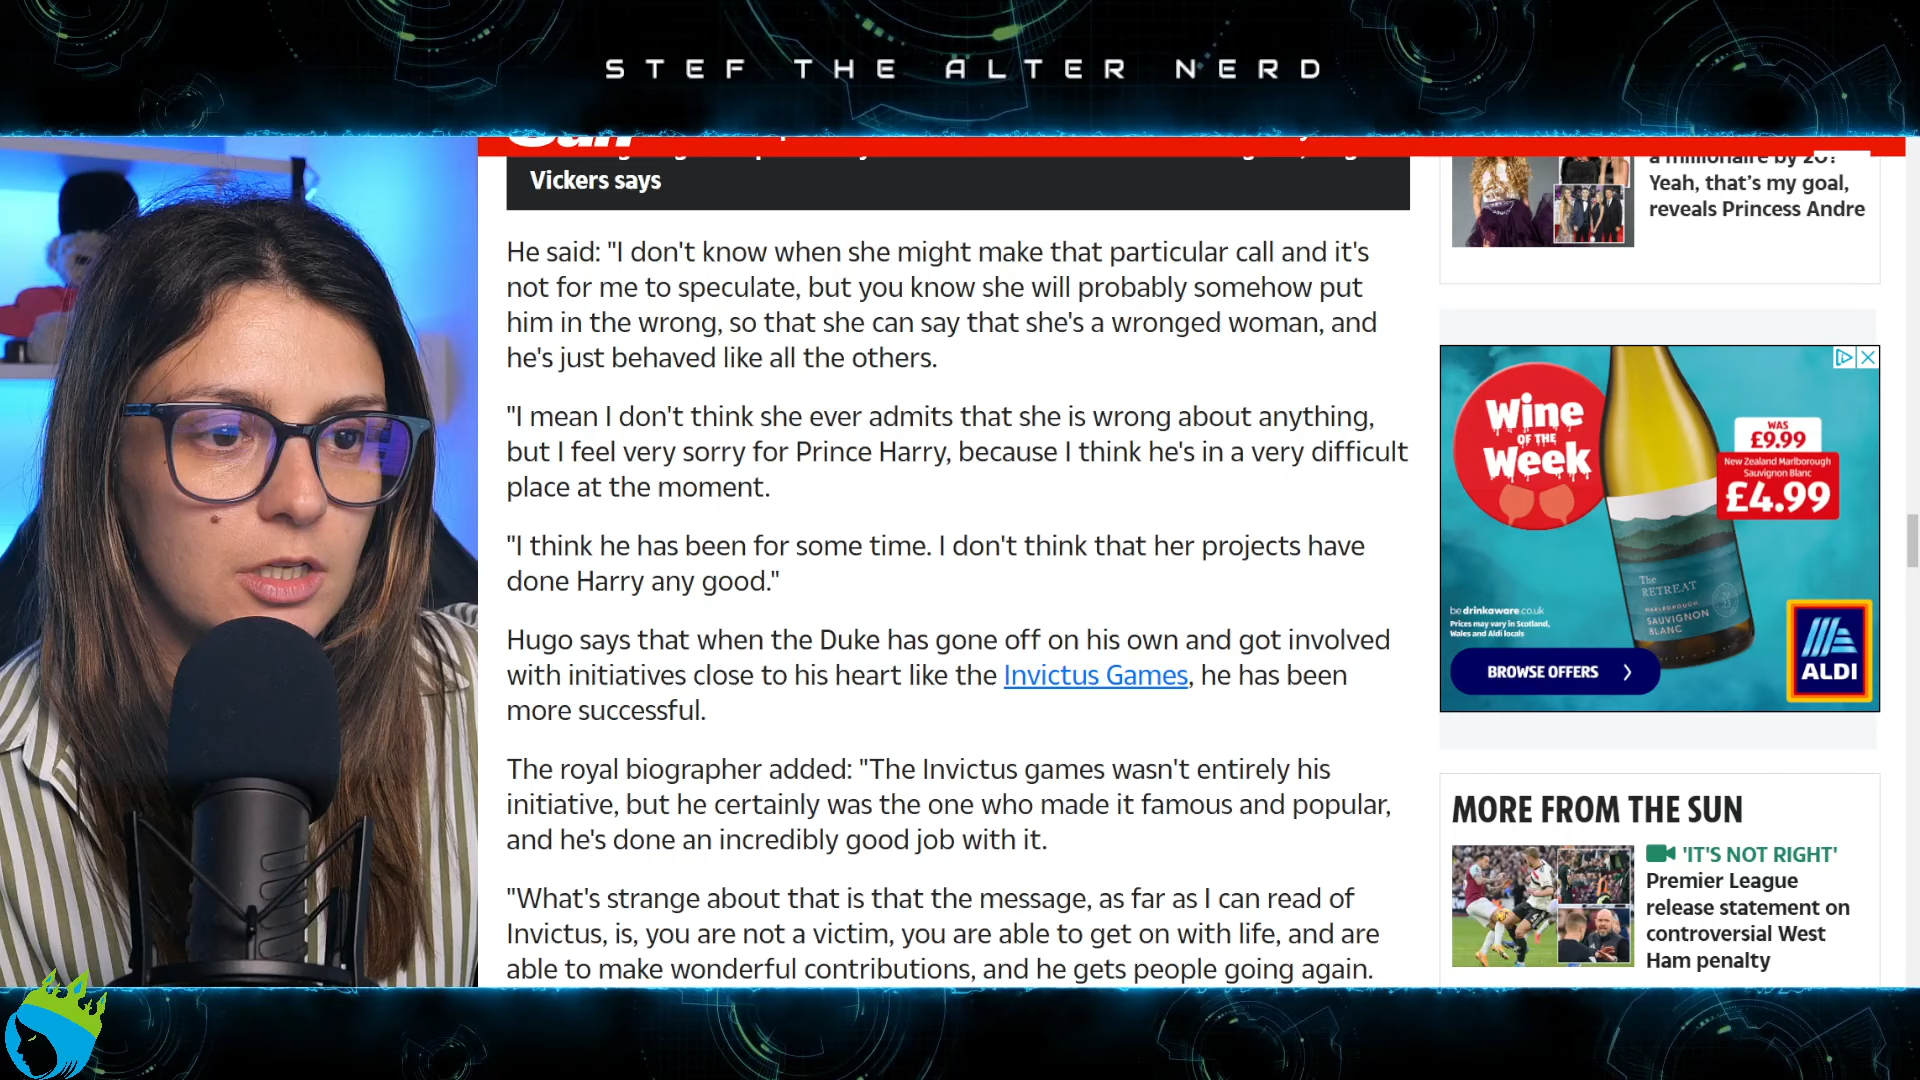 STEF THE ALTER NERD
Vickers says
He said: "I don't know when she might make that particular call and it's
not for me to speculate, but you know she will probably somehow put
him in the wrong, so that she can say that she's a wronged woman, and
he's just behaved like all the others.
"I mean I don't think she ever admits that she is wrong about anything,
but I feel very sorry for Prince Harry, because I think he's in a very difficult
place at the moment.
"I think he has been for some time. I don't think that her projects have
done Harry any good."
Hugo says that when the Duke has gone off on his own and got involved
with initiatives close to his heart like the Invictus Games, he has been
more successful.
The royal biographer added: "The Invictus games wasn't entirely his
initiative, but he certainly was the one who made it famous and popular,
and he's done an incredibly good job with it.
"What's strange about that is that the message, as far as I can read of
Invictus, is, you are not a victim, you are able to get on with life, and are
able to make wonderful contributions, and he gets people going again.
a millionaire by 20?
Yeah, that's my goal,
reveals Princess Andre
Wine
OF THE
Week
WAS
£9.99
New Zealand Marlborough
Sauvignon Blanc
£4.99
The
RETREAT
MARLBOROUGH
SAUVIGNON
BLANC
be drinkaware.co.uk
Prices may vary in Scotland,
Wales and Aldi locals
BROWSE OFFERS
ALDI
MORE FROM THE SUN
'IT'S NOT RIGHT'
Premier League
release statement on
controversial West
Ham penalty